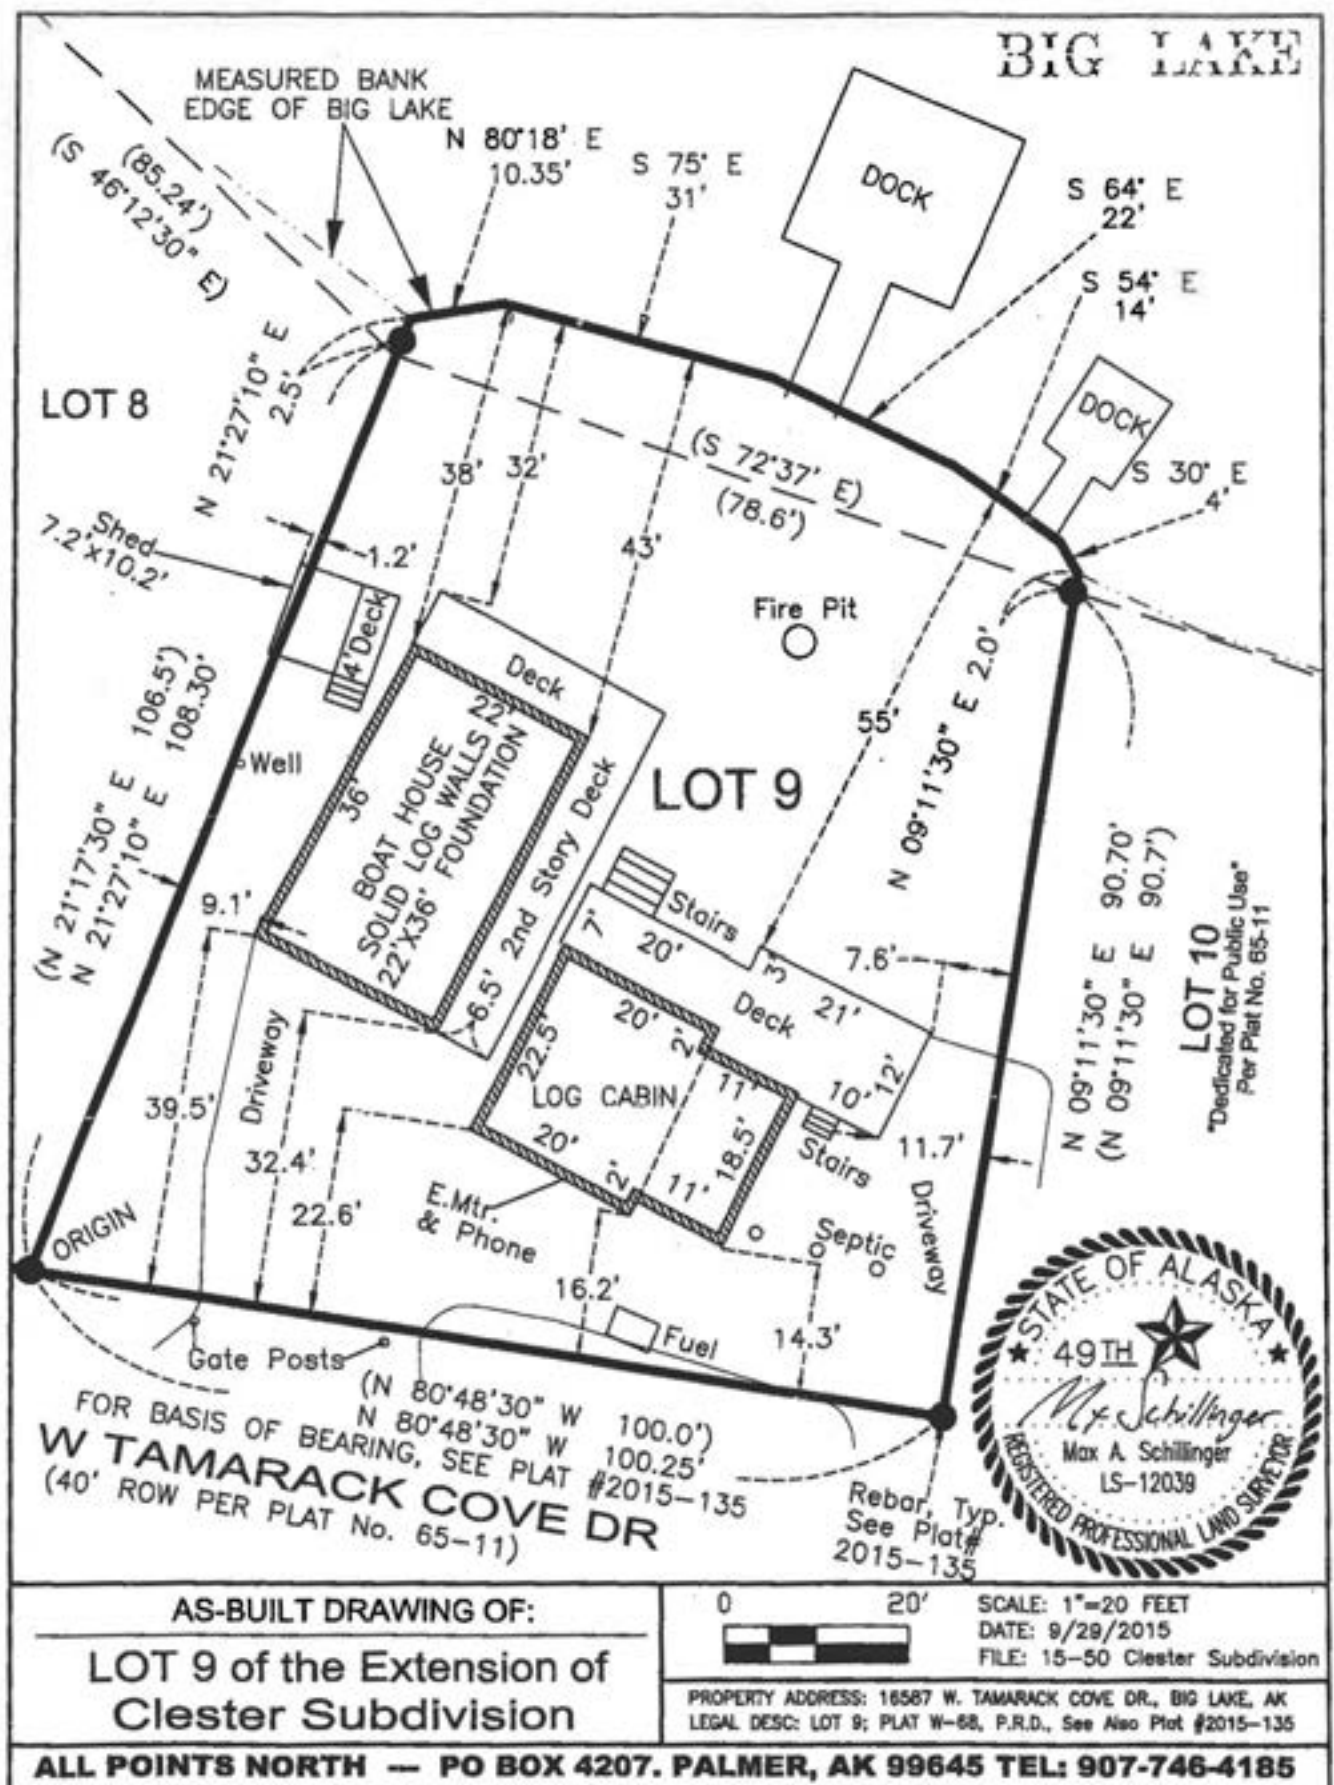 BIG LAKE
MEASURED BANK
EDGE OF BIG LAKE
N 80°18' E
10.35'
S 75° E
31'
DOCK
S 64° E
22'
S 54° E
14'
(85.24')
(S 46°12'30" E)
LOT 8
N 21°27'10" E
2.5'
38'
32'
(S 72°37' E)
(78.6')
DOCK
S 30° E
4'
Shed
7.2'x10.2'
1.2'
43'
4' Deck
Fire Pit
N 09°11'30" E 2.0'
Deck
22'
55'
(N 21°17'30" E 106.5')
N 21°27'10" E 108.30'
Well
36'
BOAT HOUSE
SOLID LOG WALLS
22'X36' FOUNDATION
LOT 9
2nd Story Deck
6.5'
9.1'
Stairs
7'
20'
3'
7.6'
Deck
21'
N 09°11'30" E 90.70'
(N 09°11'30" E 90.7')
LOT 10
"Dedicated for Public Use"
Per Plat No. 65-11
20'
2'
22.5'
11'
10'
12'
Driveway
39.5'
LOG CABIN
20'
2'
18.5'
11'
Stairs
11.7'
32.4'
22.6'
E.Mtr.
& Phone
Septic
Driveway
ORIGIN
16.2'
Fuel
14.3'
Gate Posts
(N 80°48'30" W 100.0')
N 80°48'30" W 100.25'
FOR BASIS OF BEARING, SEE PLAT #2015-135
W TAMARACK COVE DR
(40' ROW PER PLAT No. 65-11)
Rebar, Typ.
See Plat#
2015-135
STATE OF ALASKA
49TH
Max A. Schillinger
Max A. Schillinger
LS-12039
REGISTERED PROFESSIONAL LAND SURVEYOR
AS-BUILT DRAWING OF:
LOT 9 of the Extension of
Clester Subdivision
0 20'
SCALE: 1"=20 FEET
DATE: 9/29/2015
FILE: 15-50 Clester Subdivision
PROPERTY ADDRESS: 16587 W. TAMARACK COVE DR., BIG LAKE, AK
LEGAL DESC: LOT 9; PLAT W-68, P.R.D., See Also Plat #2015-135
ALL POINTS NORTH --- PO BOX 4207. PALMER, AK 99645 TEL: 907-746-4185